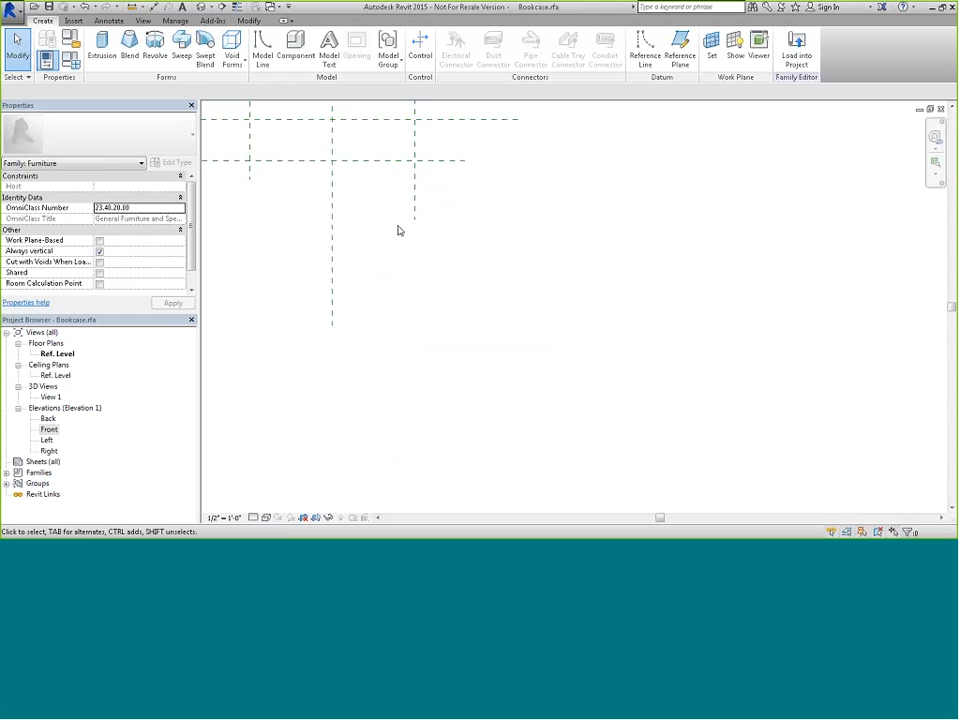 Autodesk Revit 2015 - Not For Resale Version - Bookcase.rfa
Type a keyword or phrase
Sign In
Create Insert Annotate View Manage Add-Ins Modify
Modify
Extrusion Blend Revolve Sweep Swept Blend Void Forms
Model Line Component Model Text Opening Model Group
Control
Electrical Connector Duct Connector Pipe Connector Cable Tray Connector Conduit Connector
Reference Line Reference Plane
Set Show Viewer
Load into Project
Select Properties Forms Model Control Connectors Datum Work Plane Family Editor
Properties
Family: Furniture
Edit Type
Constraints
Host
Identity Data
OmniClass Number 23.40.20.00
OmniClass Title General Furniture and Spe...
Other
Work Plane-Based
Always vertical
Cut with Voids When Loa...
Shared
Room Calculation Point
Properties help
Apply
Project Browser - Bookcase.rfa
Views (all)
Floor Plans
Ref. Level
Ceiling Plans
Ref. Level
3D Views
View 1
Elevations (Elevation 1)
Back
Front
Left
Right
Sheets (all)
Families
Groups
Revit Links
1/2" = 1'-0"
Click to select, TAB for alternates, CTRL adds, SHIFT unselects.
:0